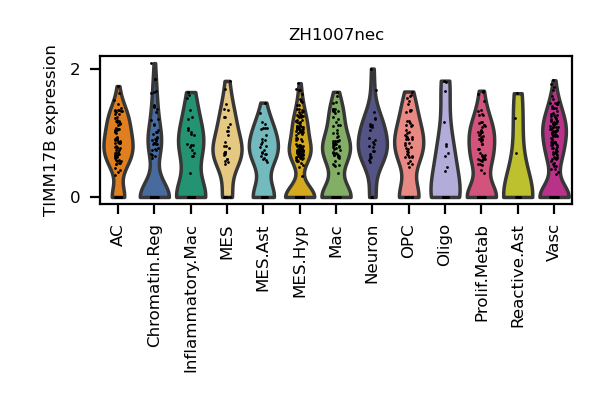 ZH1007nec
TIMM17B expression
2
0
AC
Chromatin.Reg
Inflammatory.Mac
MES
MES.Ast
MES.Hyp
Mac
Neuron
OPC
Oligo
Prolif.Metab
Reactive.Ast
Vasc